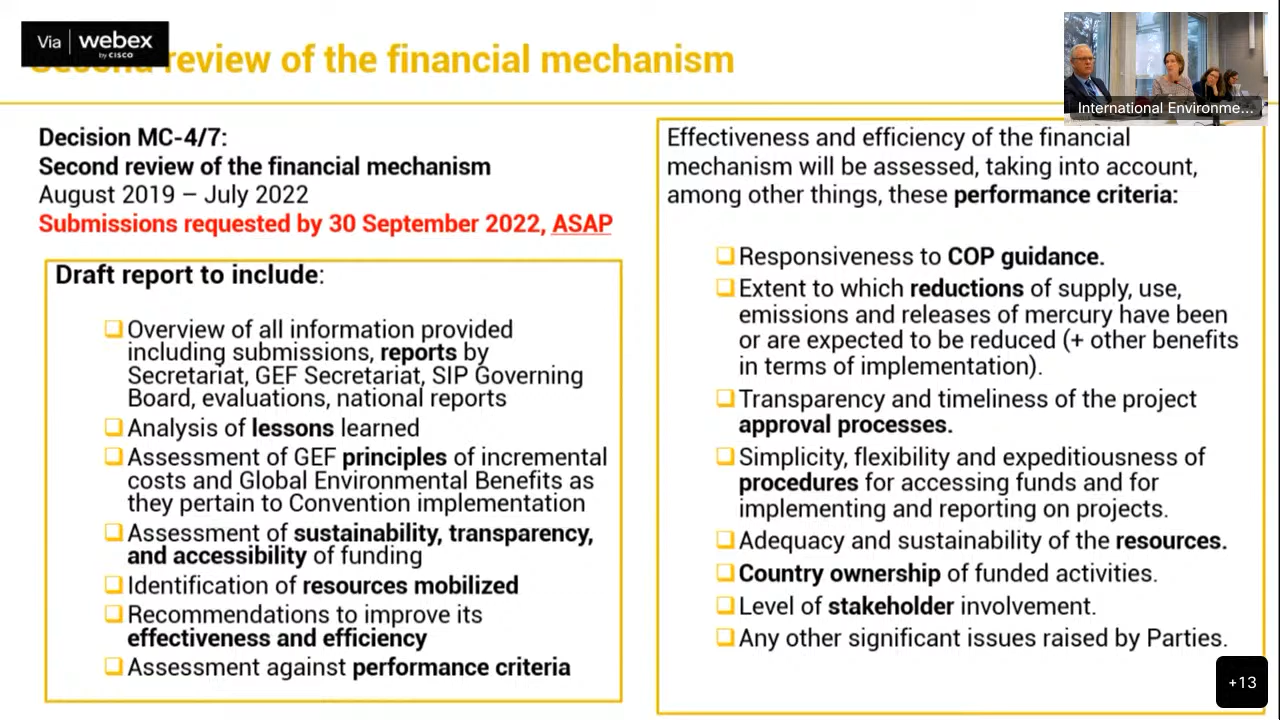 Via | webex
by CISCO
Second review of the financial mechanism
International Environme...
Decision MC-4/7:
Second review of the financial mechanism
August 2019 – July 2022
Submissions requested by 30 September 2022, ASAP
Draft report to include:
❑ Overview of all information provided
including submissions, reports by
Secretariat, GEF Secretariat, SIP Governing
Board, evaluations, national reports
❑ Analysis of lessons learned
❑ Assessment of GEF principles of incremental
costs and Global Environmental Benefits as
they pertain to Convention implementation
❑ Assessment of sustainability, transparency,
and accessibility of funding
❑ Identification of resources mobilized
❑ Recommendations to improve its
effectiveness and efficiency
❑ Assessment against performance criteria
Effectiveness and efficiency of the financial
mechanism will be assessed, taking into account,
among other things, these performance criteria:
❑ Responsiveness to COP guidance.
❑ Extent to which reductions of supply, use,
emissions and releases of mercury have been
or are expected to be reduced (+ other benefits
in terms of implementation).
❑ Transparency and timeliness of the project
approval processes.
❑ Simplicity, flexibility and expeditiousness of
procedures for accessing funds and for
implementing and reporting on projects.
❑ Adequacy and sustainability of the resources.
❑ Country ownership of funded activities.
❑ Level of stakeholder involvement.
❑ Any other significant issues raised by Parties.
+13